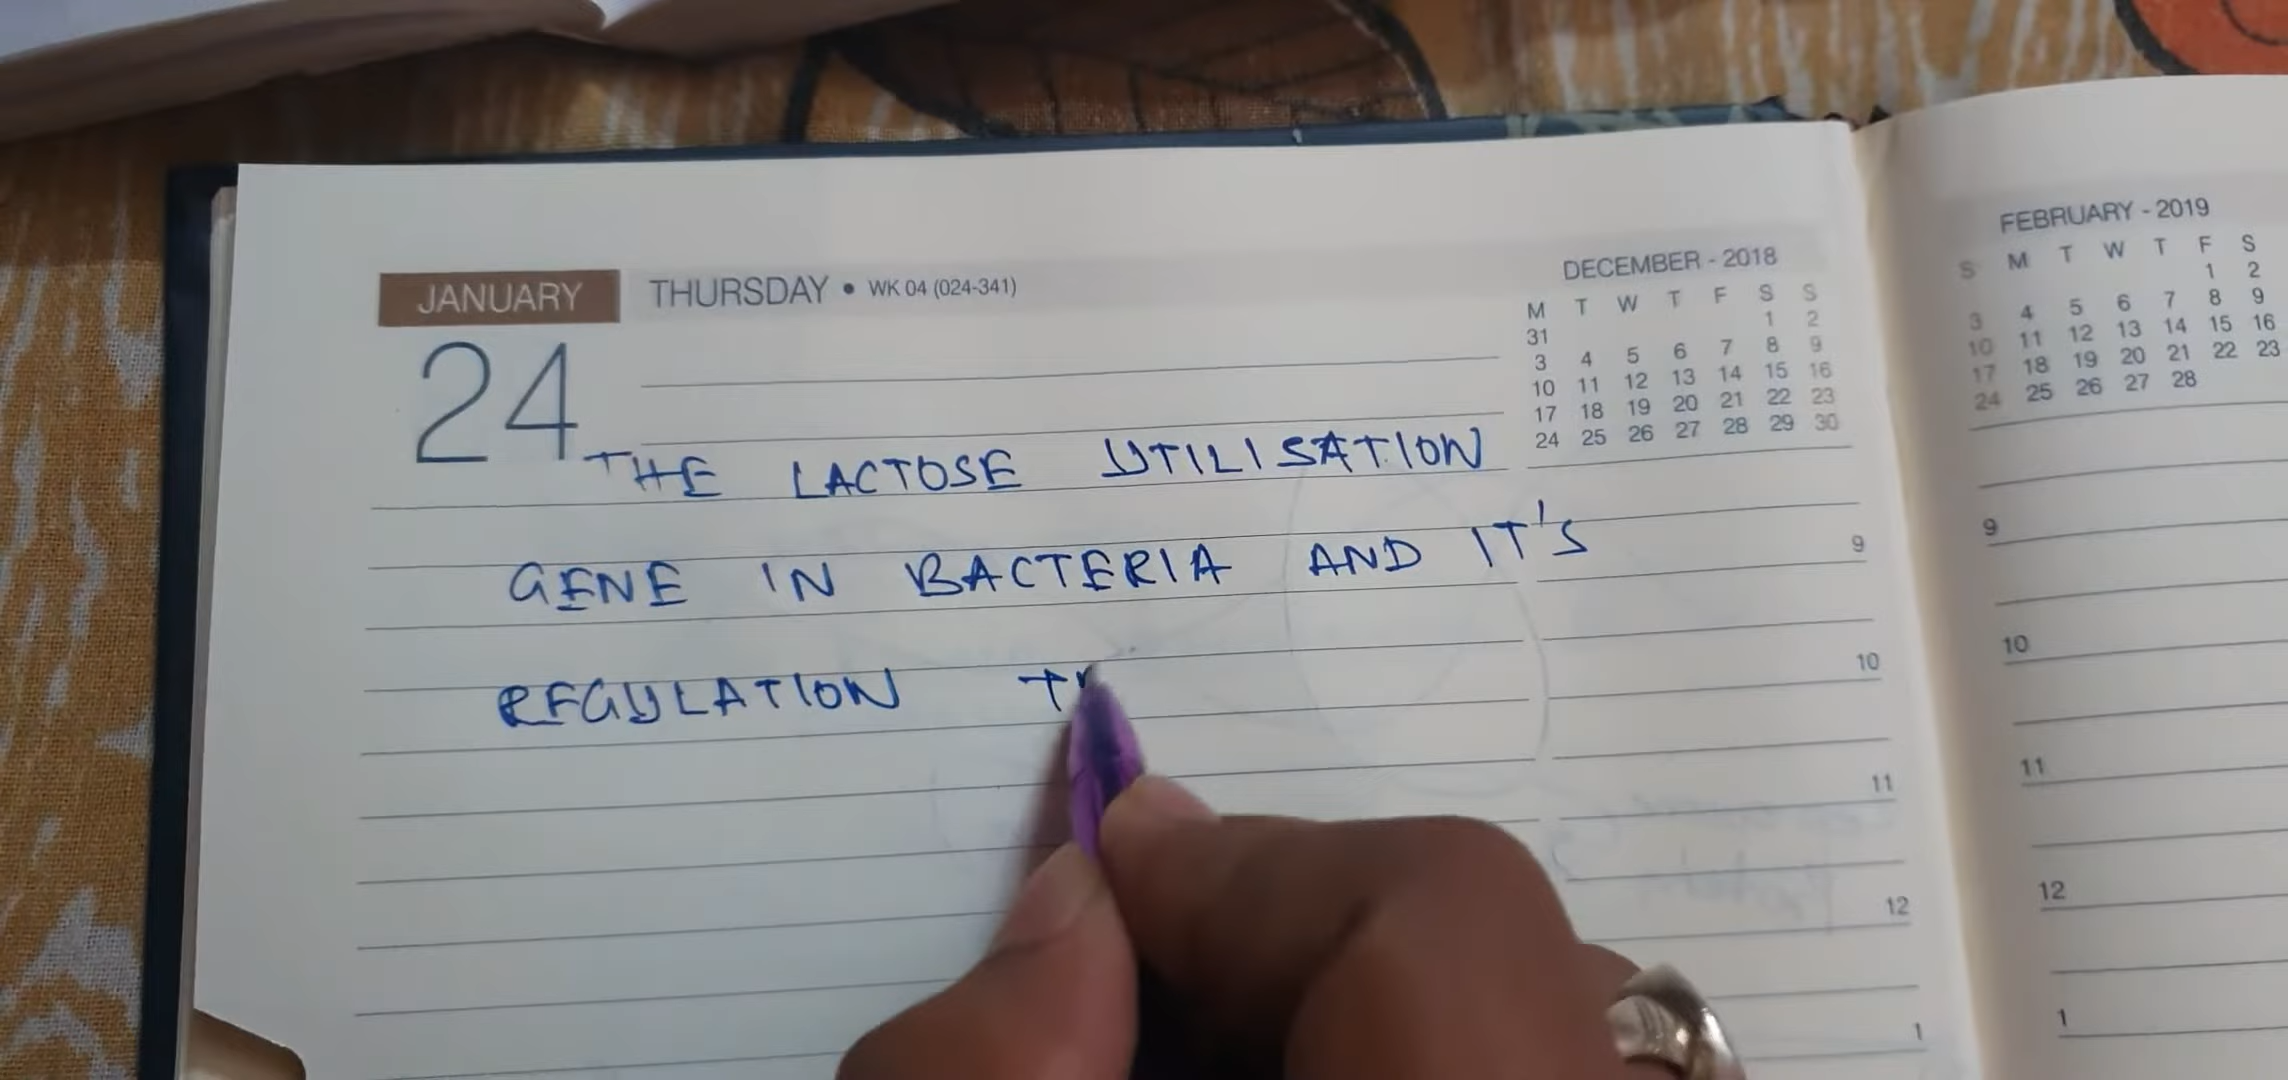 JANUARY THURSDAY • WK 04 (024-341)
24
DECEMBER - 2018
M T W T F S S
31 1 2
3 4 5 6 7 8 9
10 11 12 13 14 15 16
17 18 19 20 21 22 23
24 25 26 27 28 29 30
THE LACTOSE UTILISATION
GENE IN BACTERIA AND IT'S
REGULATION
9
10
11
12
1
FEBRUARY - 2019
S M T W T F S
1 2
3 4 5 6 7 8 9
10 11 12 13 14 15 16
17 18 19 20 21 22 23
24 25 26 27 28
9
10
11
12
1